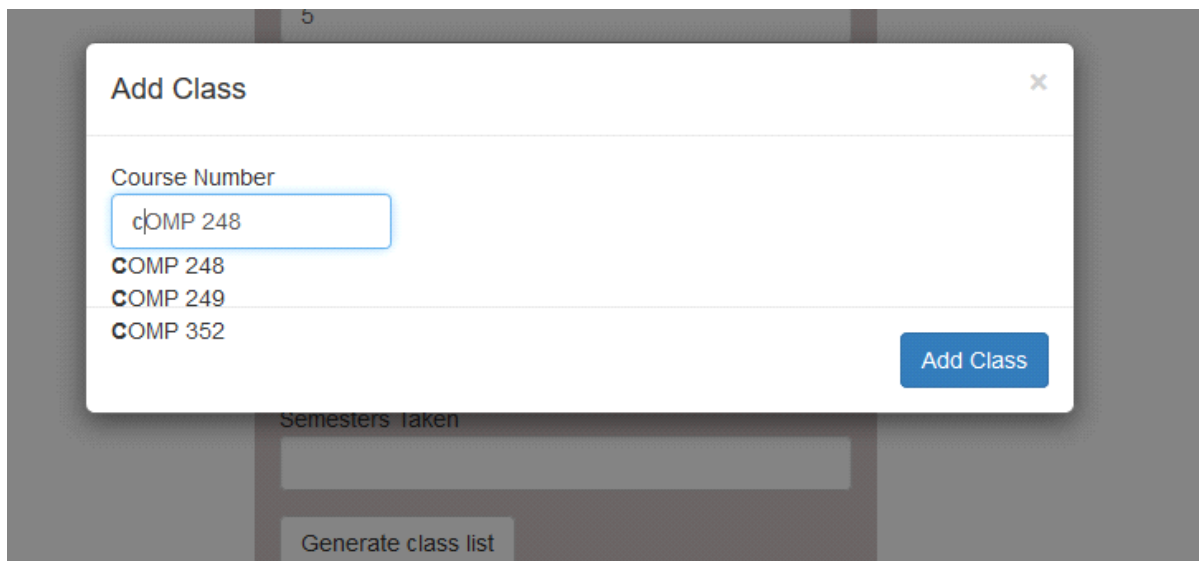 5
Add Class
×
Course Number
cOMP 248
COMP 248
COMP 249
COMP 352
Add Class
Semesters Taken
Generate class list